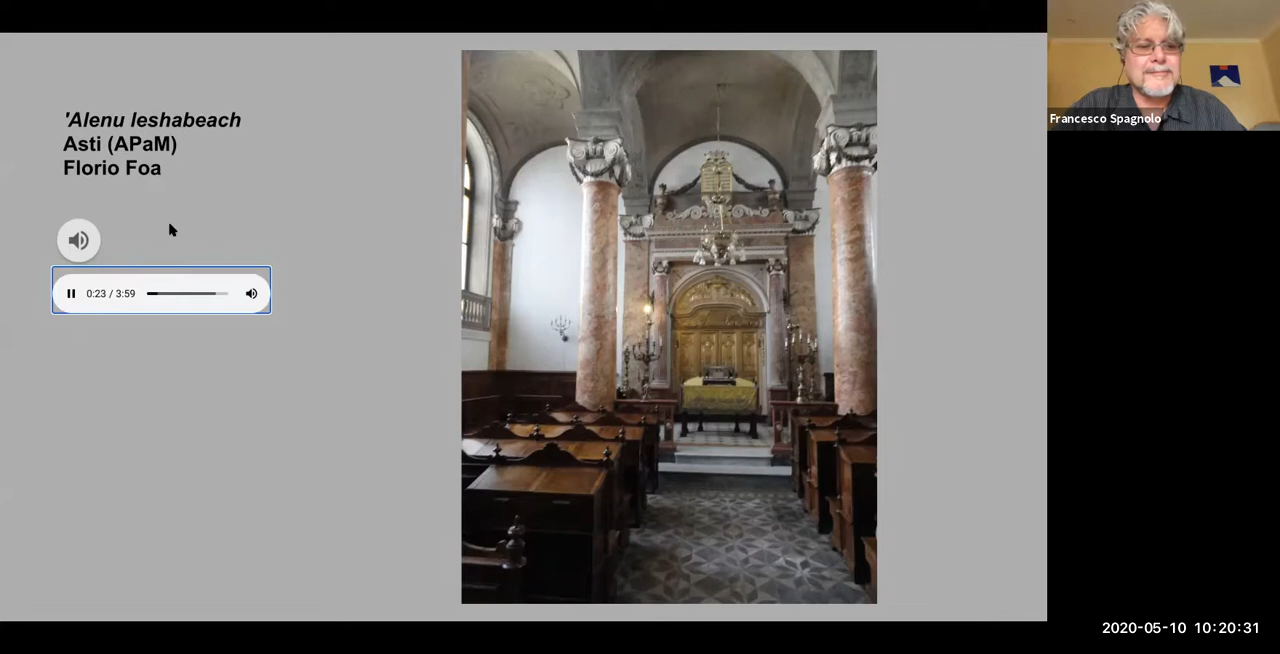 'Alenu leshabeach
Asti (APaM)
Florio Foa
0:23 / 3:59
Francesco Spagnolo
2020-05-10 10:20:31